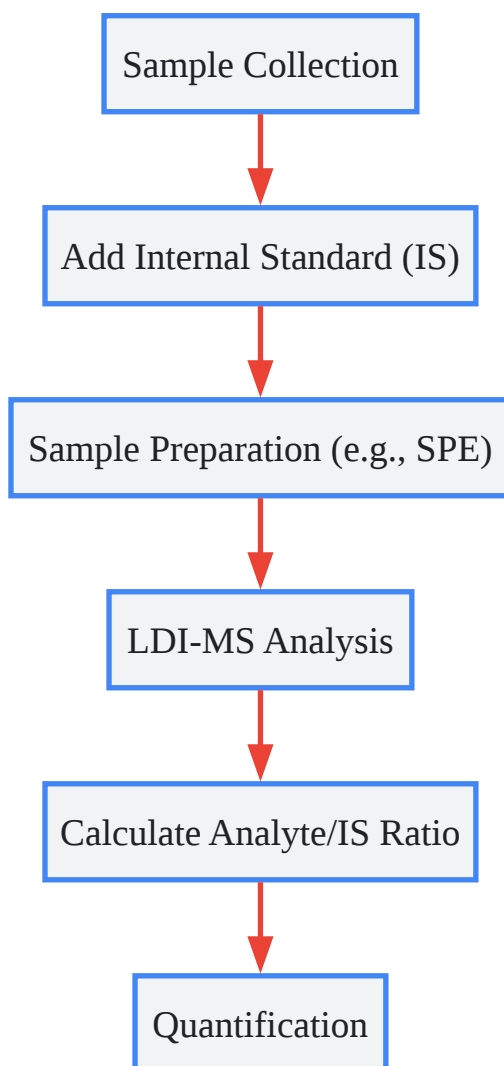 Sample Collection
Add Internal Standard (IS)
Sample Preparation (e.g., SPE)
LDI-MS Analysis
Calculate Analyte/IS Ratio
Quantification